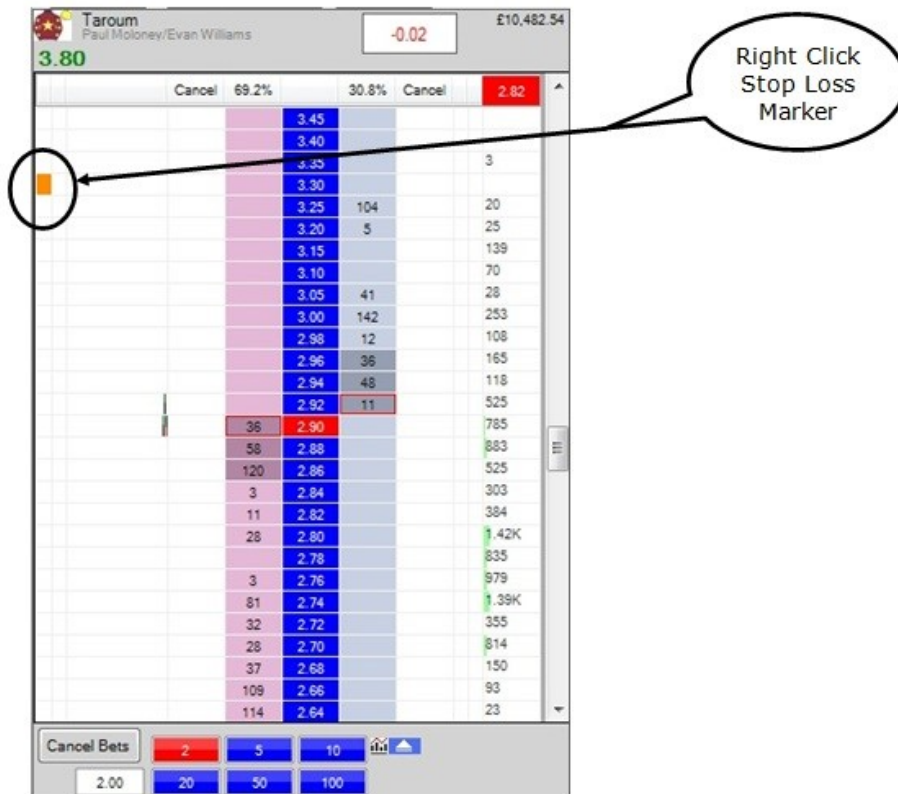 Taroum
£10,482.54
Paul Moloney/Evan Williams
-0.02
3.80
Right Click
Stop Loss
Marker
Cancel 69.2% 30.8% Cancel 2.82
3.45
3.40
3.35 3
3.30
3.25 104 20
3.20 5 25
3.15 139
3.10 70
3.05 41 28
3.00 142 253
2.98 12 108
2.96 36 165
2.94 48 118
2.92 11 525
36 2.90 785
58 2.88 883
120 2.86 525
3 2.84 303
11 2.82 384
28 2.80 1.42K
2.78 835
3 2.76 979
81 2.74 1.39K
32 2.72 355
28 2.70 814
37 2.68 150
109 2.66 93
114 2.64 23
Cancel Bets 2 5 10
2.00 20 50 100